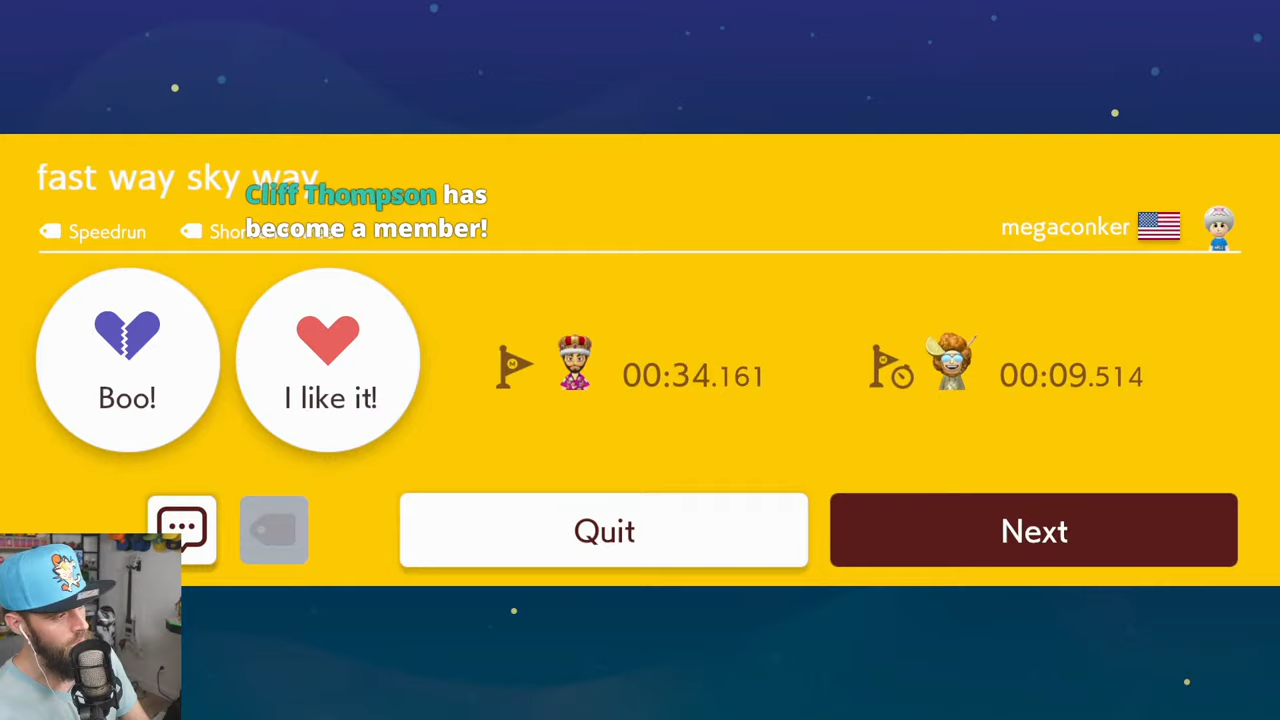 fast way sky way
Cliff Thompson has
become a member!
Speedrun
megaconker
Boo!
I like it!
M
00:34.161
M
00:09.514
Quit
Next